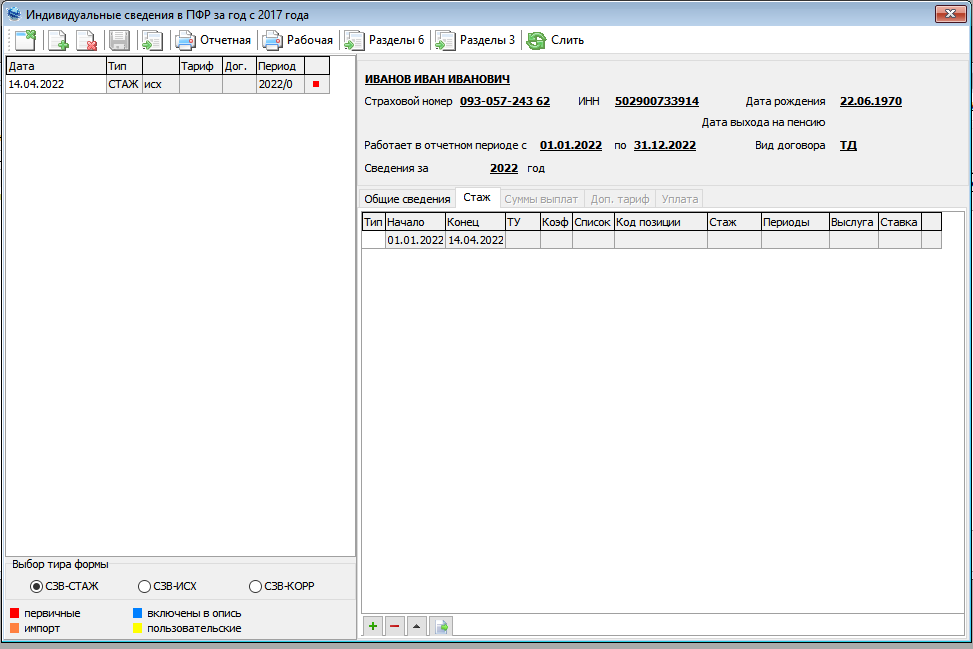 Индивидуальные сведения в ПФР за год с 2017 года
Отчетная Рабочая Разделы 6 Разделы 3 Слить
Дата Тип Тариф Дог. Период
14.04.2022 СТАЖ исх 2022/0
ИВАНОВ ИВАН ИВАНОВИЧ
Страховой номер 093-057-243 62 ИНН 502900733914 Дата рождения 22.06.1970
Дата выхода на пенсию
Работает в отчетном периоде с 01.01.2022 по 31.12.2022 Вид договора ТД
Сведения за 2022 год
Общие сведения Стаж Суммы выплат Доп. тариф Уплата
Тип Начало Конец ТУ Коэф Список Код позиции Стаж Периоды Выслуга Ставка
01.01.2022 14.04.2022
Выбор тира формы
СЗВ-СТАЖ СЗВ-ИСХ СЗВ-КОРР
первичные включены в опись
импорт пользовательские